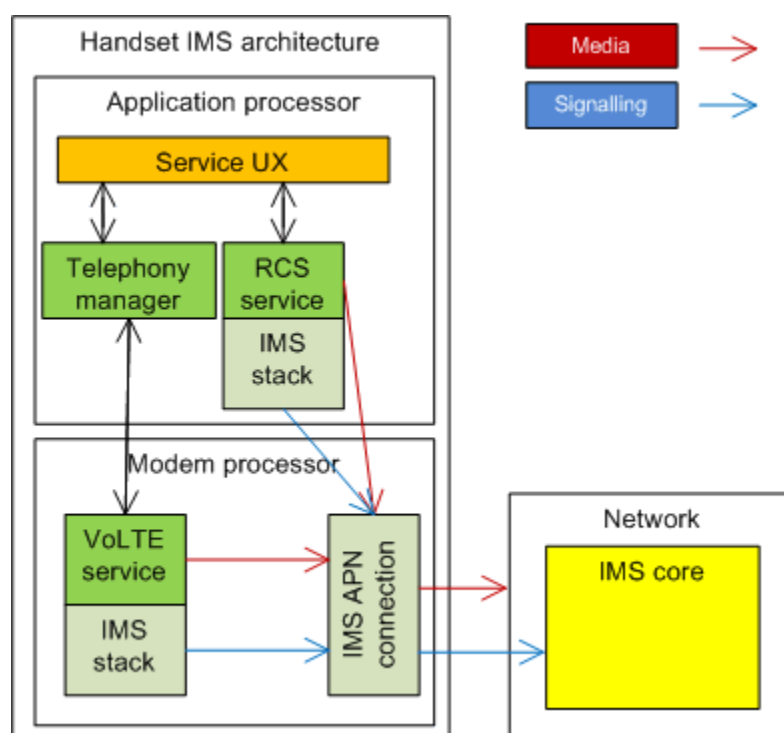 Handset IMS architecture
Media
Application processor
Signalling
Service UX
Telephony
manager
RCS
service
IMS
stack
Modem processor
VoLTE
service
IMS
stack
IMS APN
connection
Network
IMS core